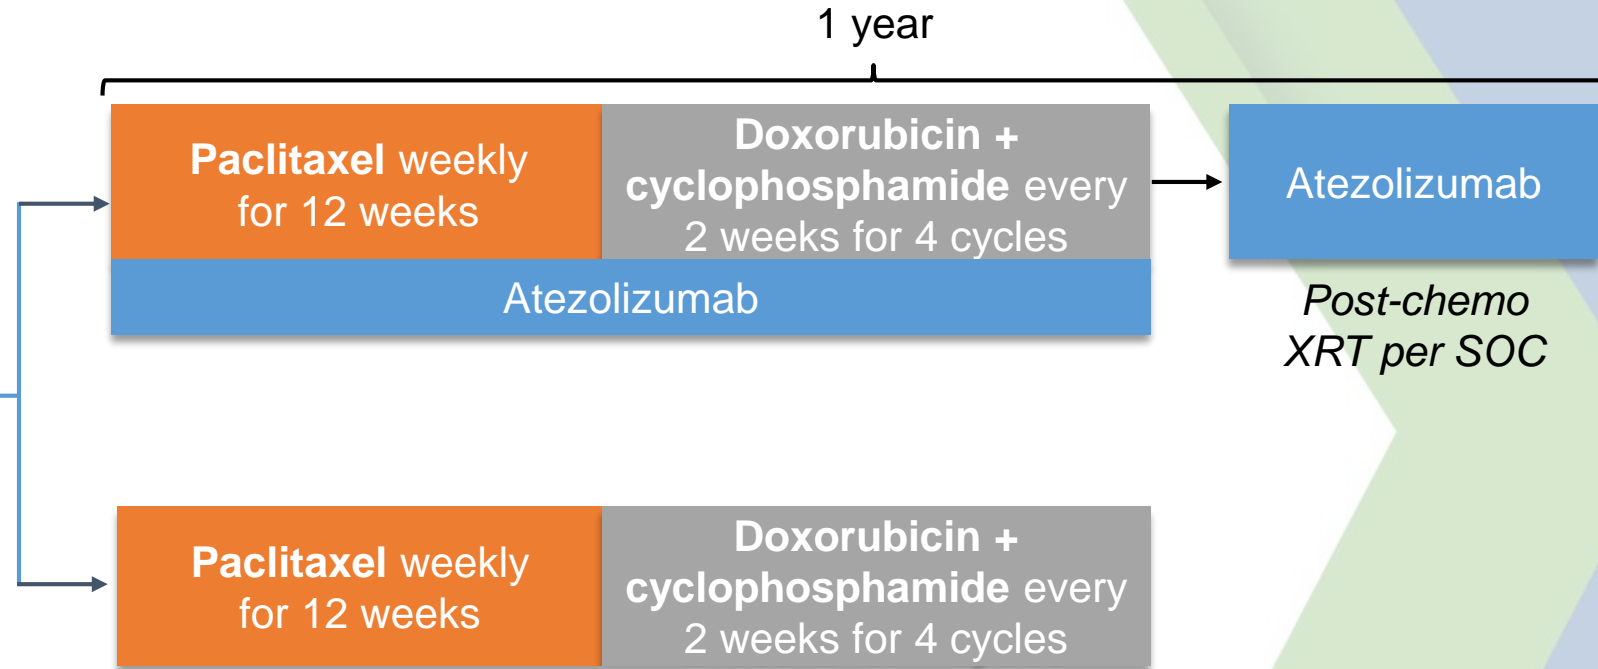 1 year
Paclitaxel weekly
for 12 weeks
Doxorubicin +
cyclophosphamide every
2 weeks for 4 cycles
Atezolizumab
Atezolizumab
Post-chemo
XRT per SOC
Paclitaxel weekly
for 12 weeks
Doxorubicin +
cyclophosphamide every
2 weeks for 4 cycles